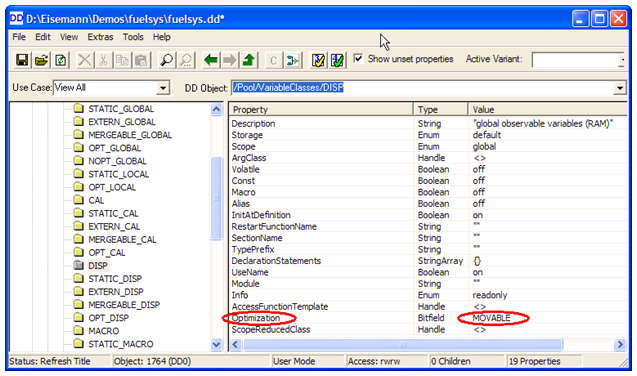 DD D:\Eisemann\Demos\fuelsys\fuelsys.dd*
File Edit View Extras Tools Help
C Show unset properties Active Variant:
Use Case: View All DD Object: /Pool/VariableClasses/DISP
STATIC_GLOBAL
EXTERN_GLOBAL
MERGEABLE_GLOBAL
OPT_GLOBAL
NOPT_GLOBAL
STATIC_LOCAL
OPT_LOCAL
CAL
STATIC_CAL
EXTERN_CAL
MERGEABLE_CAL
OPT_CAL
DISP
STATIC_DISP
EXTERN_DISP
MERGEABLE_DISP
OPT_DISP
MACRO
STATIC_MACRO
Property Type Value
Description String "global observable variables (RAM)"
Storage Enum default
Scope Enum global
ArgClass Handle <>
Volatile Boolean off
Const Boolean off
Macro Boolean off
Alias Boolean off
InitAtDefinition Boolean on
RestartFunctionName String ""
SectionName String ""
TypePrefix String ""
DeclarationStatements StringArray {}
UseName Boolean on
Module String ""
Info Enum readonly
AccessFunctionTemplate Handle <>
Optimization Bitfield MOVABLE
ScopeReducedClass Handle <>
Status: Refresh Title Object: 1764 (DD0) User Mode Access: rwrw 0 Children 19 Properties